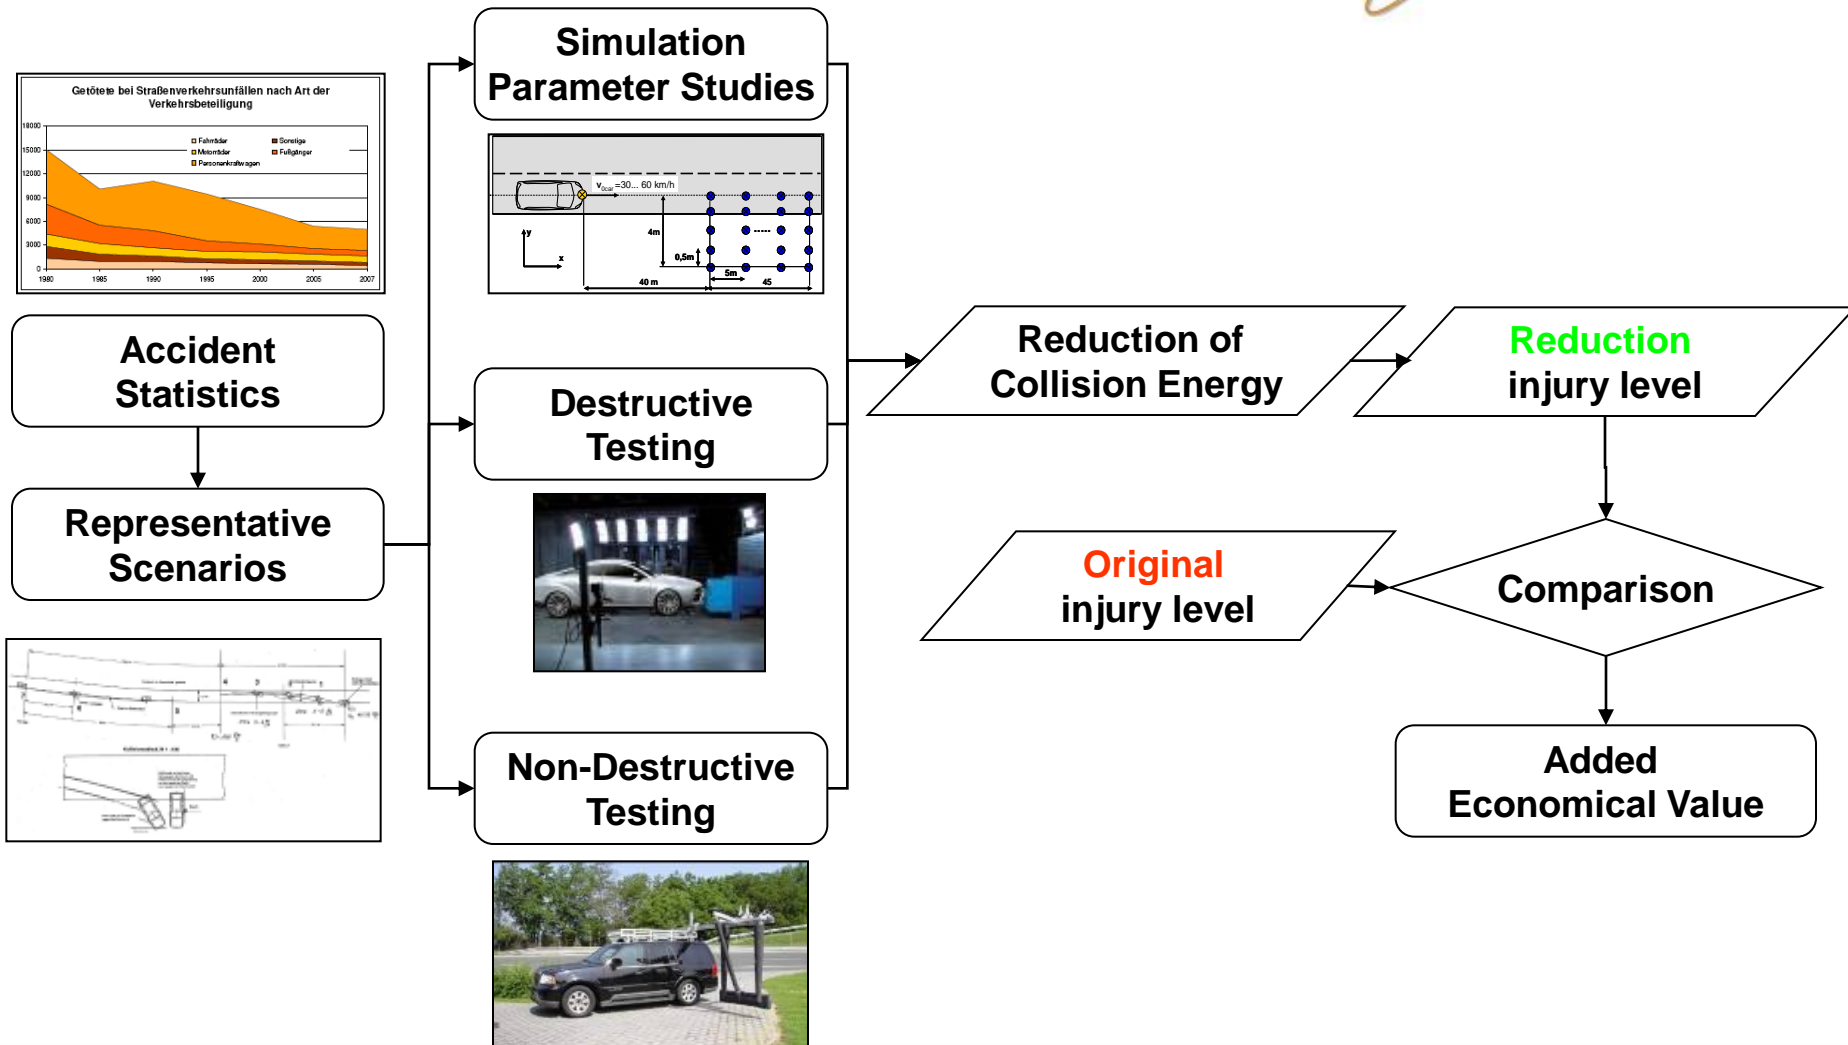 Simulation
Parameter Studies
Getötete bei Straßenverkehrsunfällen nach Art der
Verkehrsbeteiligung
18000
15000
12000
9000
6000
3000
0
Fahrräder
Sonstige
Motorräder
Fußgänger
Personenkraftwagen
1980
1985
1990
1995
2000
2005
2007
v0car =30... 60 km/h
4m
0,5m
5m
40 m
45
y
x
Accident
Statistics
Reduction of
Collision Energy
Reduction
injury level
Destructive
Testing
Representative
Scenarios
Original
injury level
Comparison
Non-Destructive
Testing
Added
Economical Value